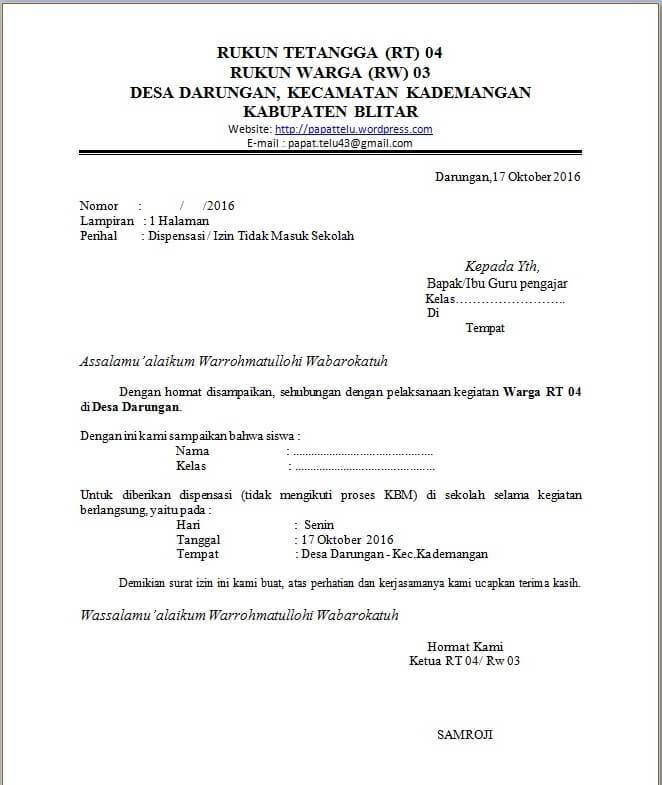 RUKUN TETANGGA (RT) 04
RUKUN WARGA (RW) 03
DESA DARUNGAN, KECAMATAN KADEMANGAN
KABUPATEN BLITAR
Website: http://papattelu.wordpress.com
E-mail : papat.telu43@gmail.com
Darungan,17 Oktober 2016
Nomor : / /2016
Lampiran : 1 Halaman
Perihal : Dispensasi / Izin Tidak Masuk Sekolah
Kepada Yth,
Bapak/Ibu Guru pengajar
Kelas……………………..
Di
Tempat
Assalamu’alaikum Warrohmatullohi Wabarokatuh
Dengan hormat disampaikan, sehubungan dengan pelaksanaan kegiatan Warga RT 04
di Desa Darungan.
Dengan ini kami sampaikan bahwa siswa :
Nama : ...............................................
Kelas : ...............................................
Untuk diberikan dispensasi (tidak mengikuti proses KBM) di sekolah selama kegiatan
berlangsung, yaitu pada :
Hari : Senin
Tanggal : 17 Oktober 2016
Tempat : Desa Darungan - Kec.Kademangan
Demikian surat izin ini kami buat, atas perhatian dan kerjasamanya kami ucapkan terima kasih.
Wassalamu’alaikum Warrohmatullohi Wabarokatuh
Hormat Kami
Ketua RT 04/ Rw 03
SAMROJI